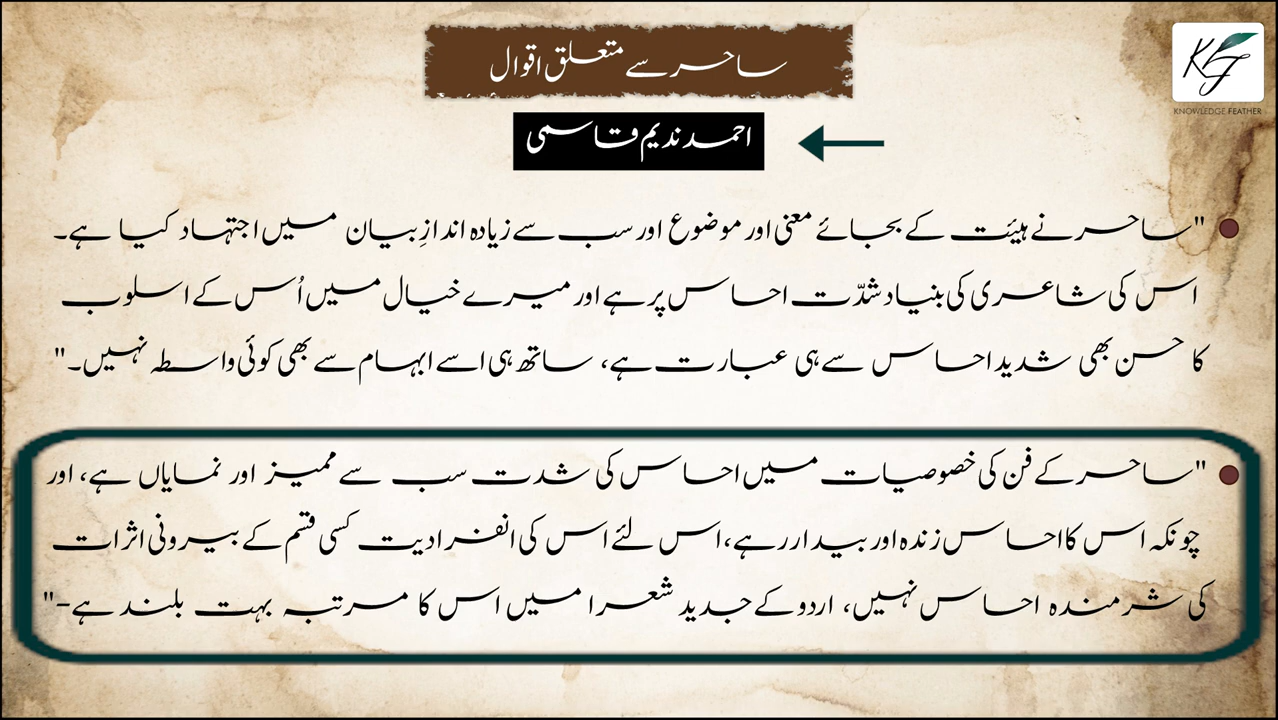 ساحر سے متعلق اقوال
KF
KNOWLEDGE FEATHER
احمد ندیم قاسمی
"ساحر نے ہیئت کے بجائے معنی اور موضوع اور سب سے زیادہ اندازِ بیان میں اجتہاد کیا ہے۔
اس کی شاعری کی بنیاد شدّت احساس پر ہے اور میرے خیال میں اُس کے اسلوب
کا حسن بھی شدید احساس سے ہی عبارت ہے، ساتھ ہی اسے ابہام سے بھی کوئی واسطہ نہیں۔"
"ساحر کے فن کی خصوصیات میں احساس کی شدت سب سے ممیز اور نمایاں ہے، اور
چونکہ اس کا احساس زندہ اور بیدار رہے، اس لئے اس کی انفرادیت کسی قسم کے بیرونی اثرات
کی شرمندہ احساس نہیں، اردو کے جدید شعرا میں اس کا مرتبہ بہت بلند ہے-"